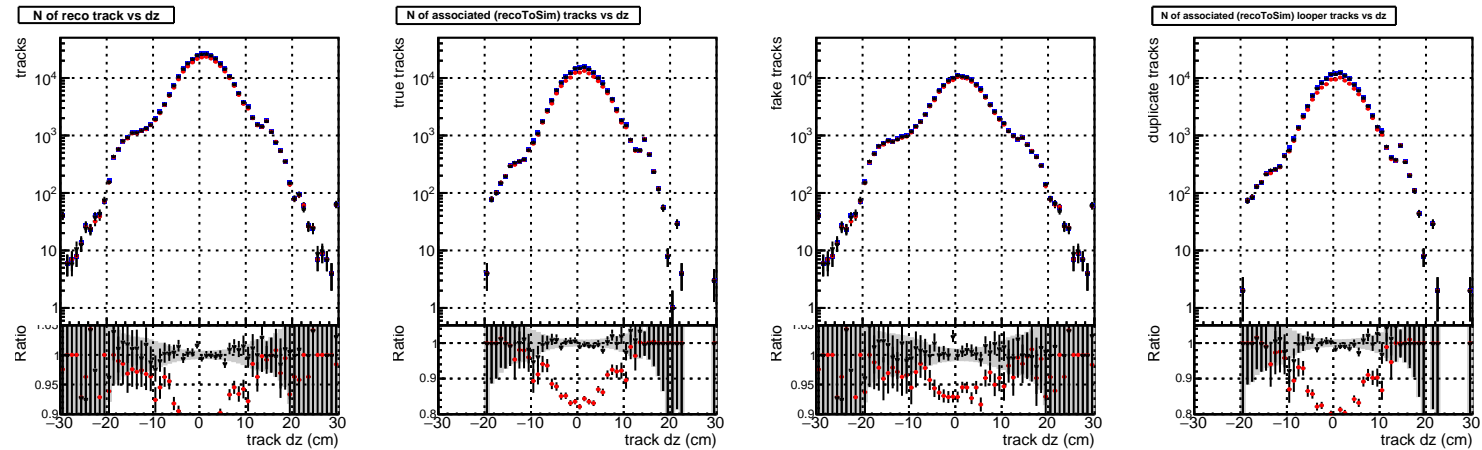 N of reco track vs dz
tracks
10⁴
10³
10²
10
1
Ratio
1.05
1
0.95
0.9
−30 −20 −10 0 10 20 30
track dz (cm)
N of associated (recoToSim) tracks vs dz
true tracks
10⁴
10³
10²
10
1
Ratio
1
0.9
0.8
−30 −20 −10 0 10 20 30
track dz (cm)
fake tracks
10⁴
10³
10²
10
1
Ratio
1.05
1
0.95
0.9
−30 −20 −10 0 10 20 30
track dz (cm)
N of associated (recoToSim) looper tracks vs dz
duplicate tracks
10⁴
10³
10²
10
1
Ratio
1
0.9
0.8
−30 −20 −10 0 10 20 30
track dz (cm)